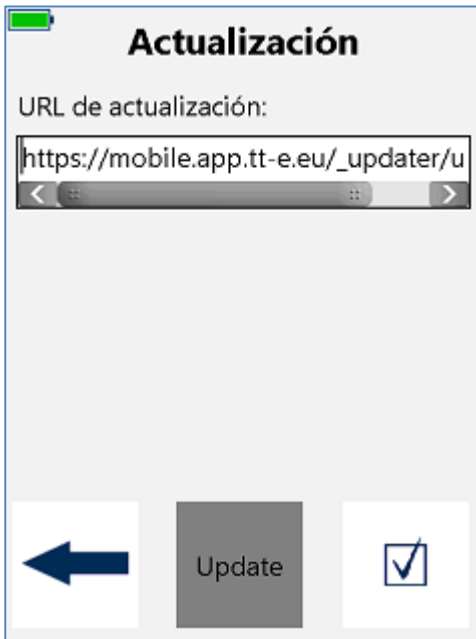 Actualización
URL de actualización:
https://mobile.app.tt-e.eu/_updater/u
Update